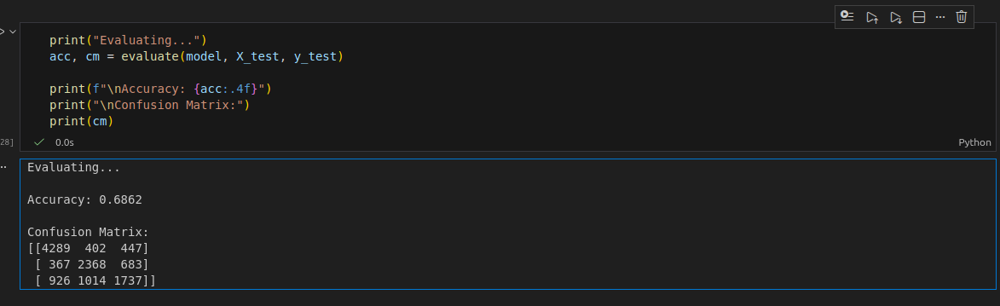 print("Evaluating...")
acc, cm = evaluate(model, X_test, y_test)
print(f"\nAccuracy: {acc:.4f}")
print("\nConfusion Matrix:")
print(cm)
28]
0.0s
Python
Evaluating...
Accuracy: 0.6862
Confusion Matrix:
[[4289  402  447]
 [ 367 2368  683]
 [ 926 1014 1737]]